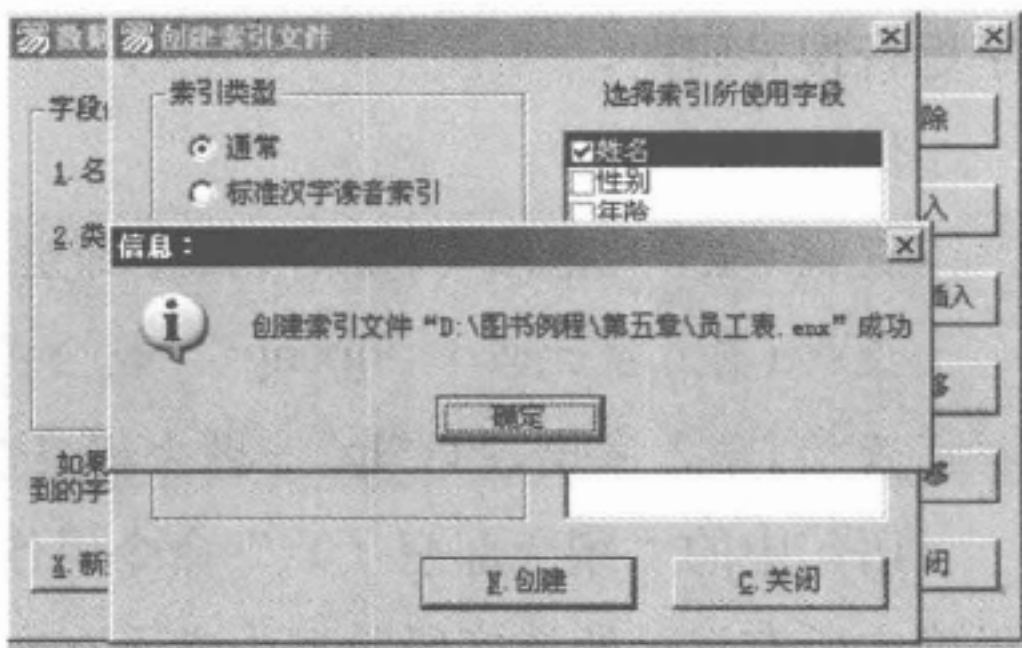 数据
创建索引文件
字段
1.名
2.类
如果
到的字
索引类型
通常
标准汉字读音索引
选择索引所使用字段
姓名
性别
年龄
除
入
插入
移
移
闭
信息：
创建索引文件“D:\图书例程\第五章\员工表.enx”成功
确定
N.创建
C.关闭